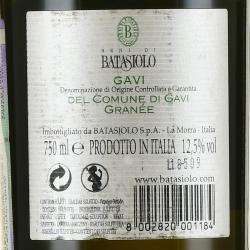 B
BENI DI
BATASIOLO
GAVI
Denominazione di Origine Controllata e Garantita
DEL COMUNE DI GAVI
GRANÉE
Imbottigliato da BATASIOLO S.p.A. - La Morra - Italia
750 ml e PRODOTTO IN ITALIA 12,5% vol
www.batasiolo.com
8 002820 001184